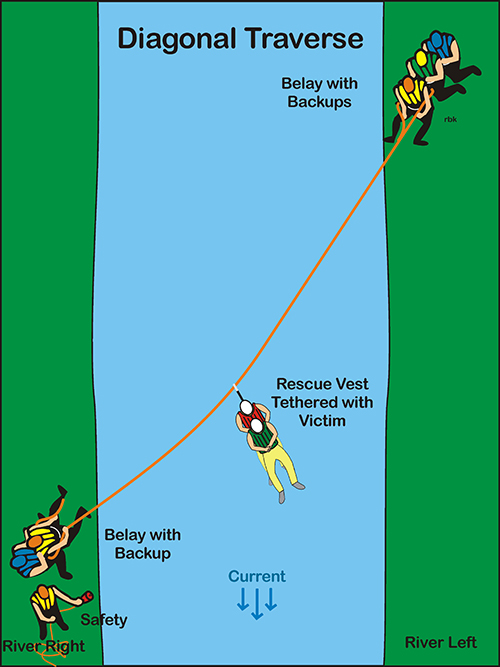 Diagonal Traverse
Belay with
Backups
rbk
Rescue Vest
Tethered with
Victim
Belay with
Backup
Current
Safety
River Right
River Left